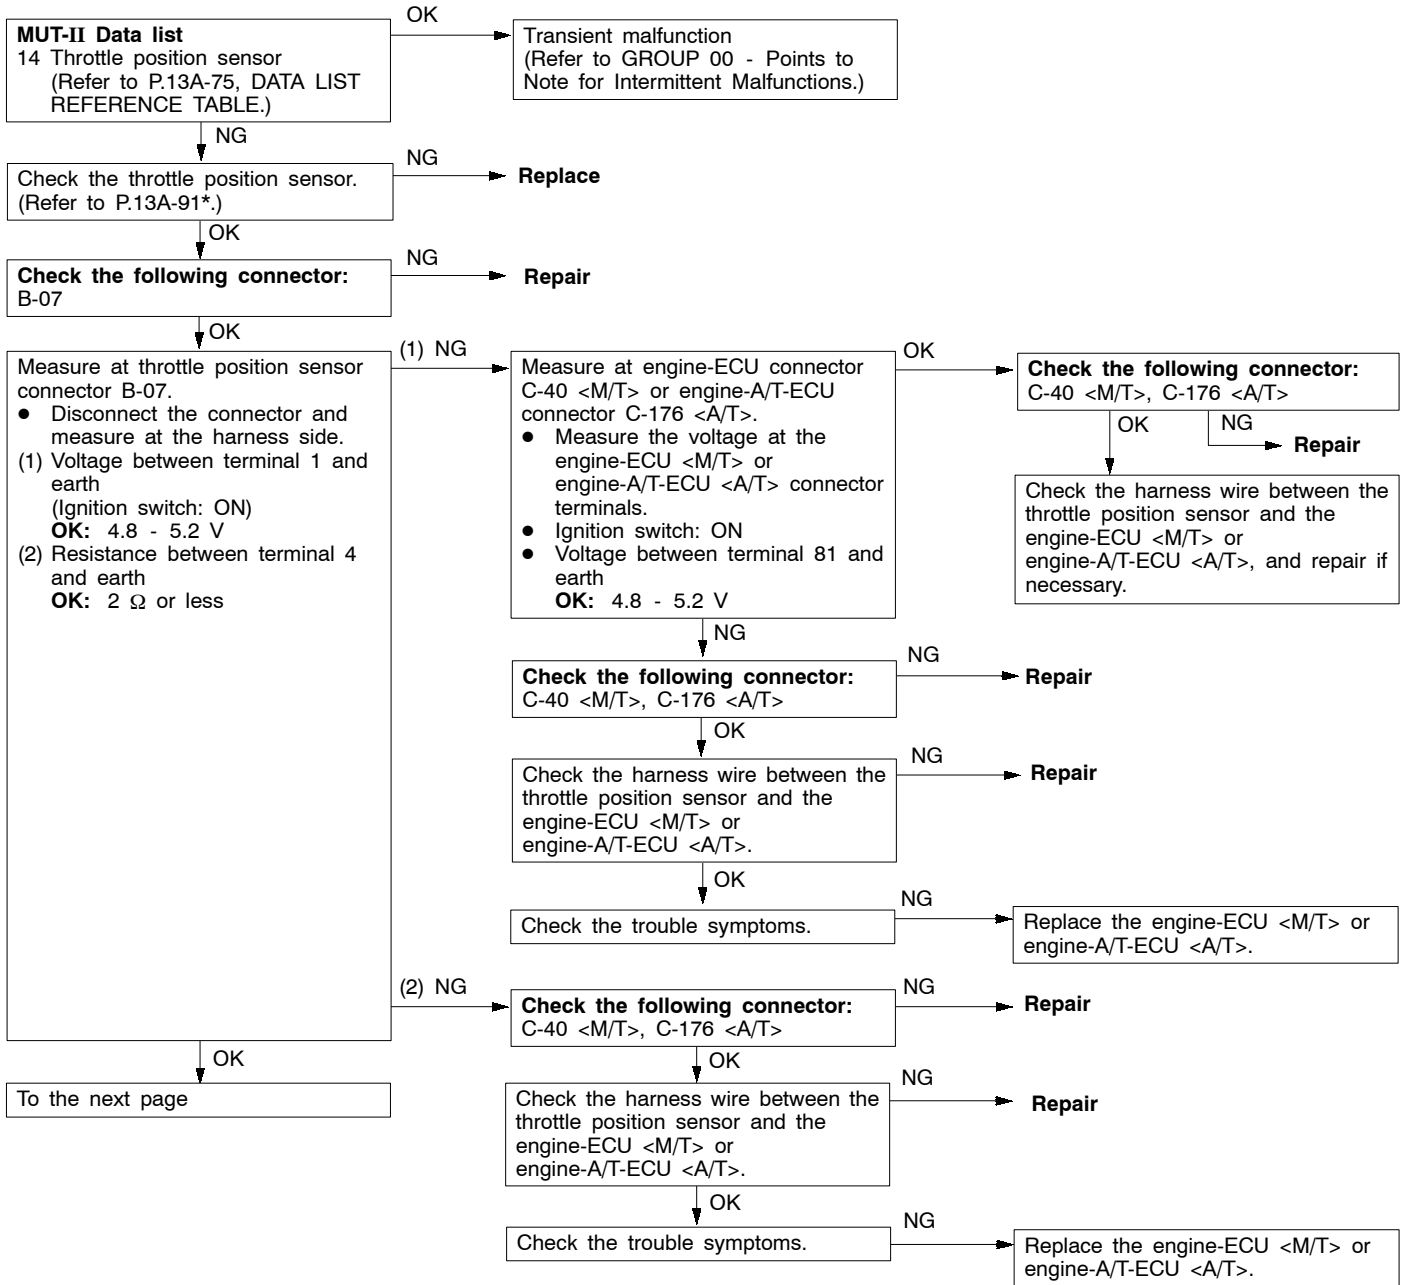 MUT-II Data list
14 Throttle position sensor
(Refer to P.13A-75, DATA LIST
REFERENCE TABLE.)
OK
Transient malfunction
(Refer to GROUP 00 - Points to
Note for Intermittent Malfunctions.)
NG
Check the throttle position sensor.
(Refer to P.13A-91*.)
NG
Replace
OK
Check the following connector:
B-07
NG
Repair
OK
Measure at throttle position sensor
connector B-07.
● Disconnect the connector and
measure at the harness side.
(1) Voltage between terminal 1 and
earth
(Ignition switch: ON)
OK: 4.8 - 5.2 V
(2) Resistance between terminal 4
and earth
OK: 2 Ω or less
(1) NG
Measure at engine-ECU connector
C-40 <M/T> or engine-A/T-ECU
connector C-176 <A/T>.
● Measure the voltage at the
engine-ECU <M/T> or
engine-A/T-ECU <A/T> connector
terminals.
● Ignition switch: ON
● Voltage between terminal 81 and
earth
OK: 4.8 - 5.2 V
OK
Check the following connector:
C-40 <M/T>, C-176 <A/T>
OK
NG
Repair
Check the harness wire between the
throttle position sensor and the
engine-ECU <M/T> or
engine-A/T-ECU <A/T>, and repair if
necessary.
NG
Check the following connector:
C-40 <M/T>, C-176 <A/T>
NG
Repair
OK
Check the harness wire between the
throttle position sensor and the
engine-ECU <M/T> or
engine-A/T-ECU <A/T>.
NG
Repair
OK
Check the trouble symptoms.
NG
Replace the engine-ECU <M/T> or
engine-A/T-ECU <A/T>.
(2) NG
Check the following connector:
C-40 <M/T>, C-176 <A/T>
NG
Repair
OK
Check the harness wire between the
throttle position sensor and the
engine-ECU <M/T> or
engine-A/T-ECU <A/T>.
NG
Repair
OK
Check the trouble symptoms.
NG
Replace the engine-ECU <M/T> or
engine-A/T-ECU <A/T>.
OK
To the next page